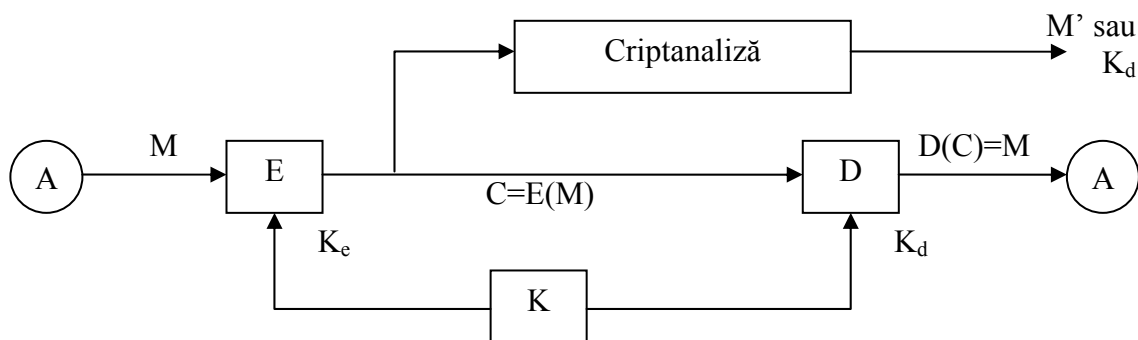 M’ sau
Criptanaliză
K_d
M
D(C)=M
A
E
D
A
C=E(M)
K_e
K_d
K